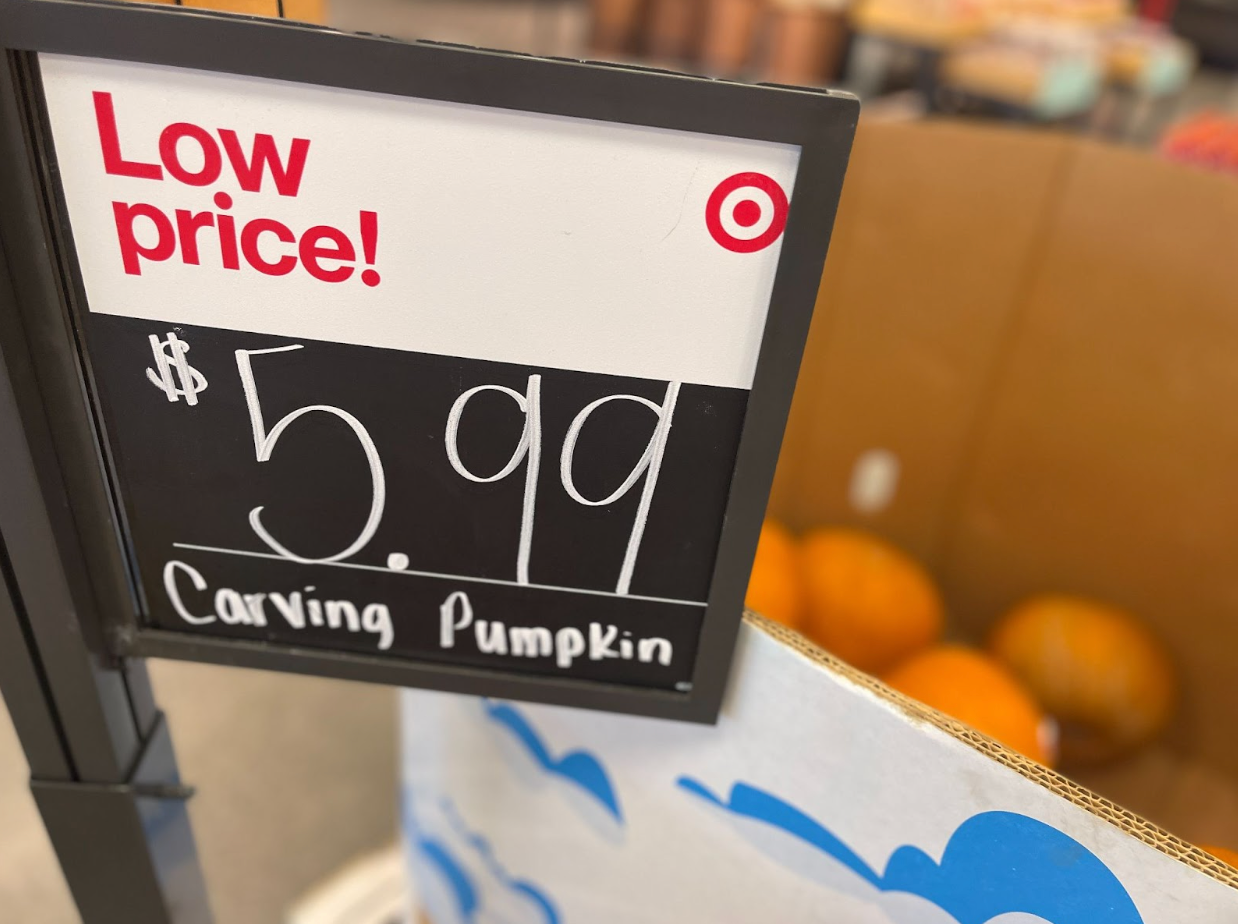 Low
price!
$5.99
Carving Pumpkin